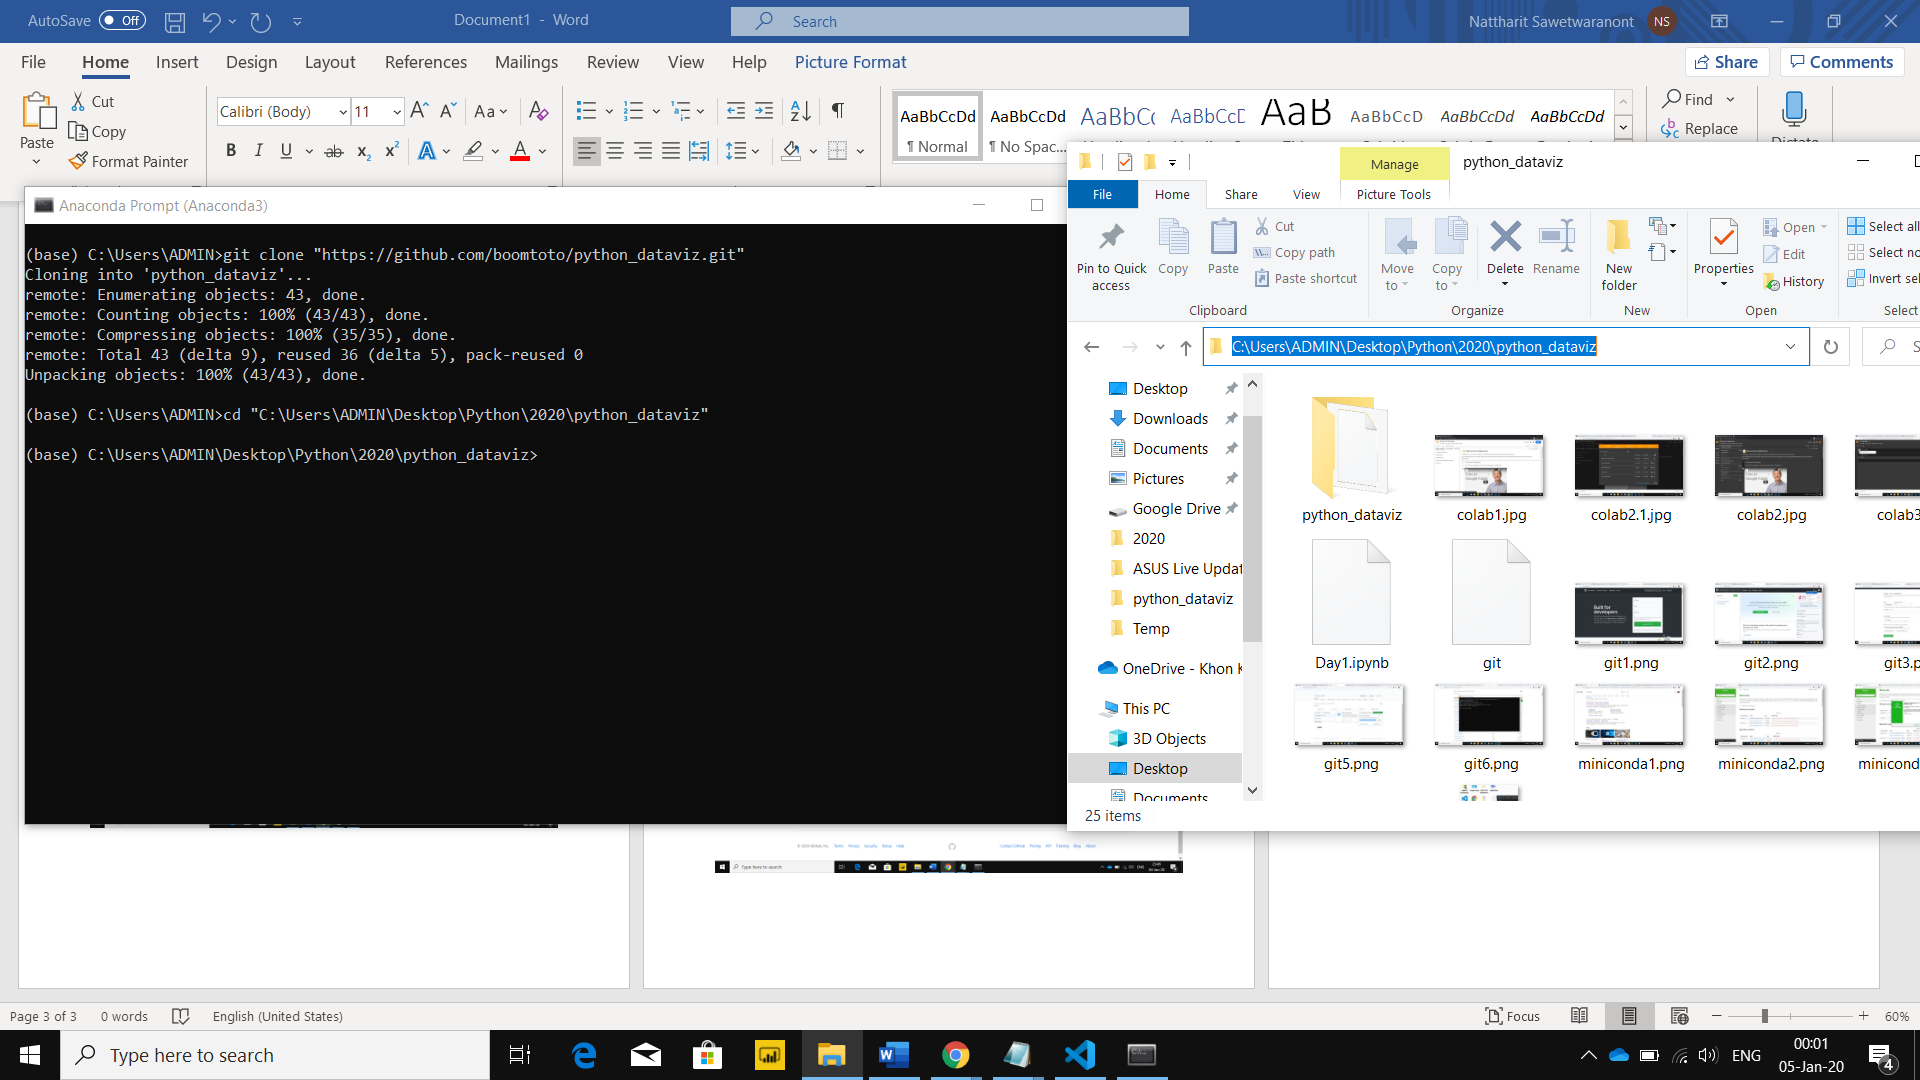 AutoSave Off
Document1 - Word
Search
Nattharit Sawetwaranont NS
File Home Insert Design Layout References Mailings Review View Help Picture Format
Share Comments
Paste
Cut
Copy
Format Painter
Calibri (Body) 11
Aa
B I U ab x₂ x² A A
AaBbCcDd AaBbCcDd AaBbCc AaBbCcD AaB AaBbCcD AaBbCcDd AaBbCcDd
¶ Normal ¶ No Spac...
Find
Replace
Dictate
Anaconda Prompt (Anaconda3)
(base) C:\Users\ADMIN>git clone "https://github.com/boomtoto/python_dataviz.git"
Cloning into 'python_dataviz'...
remote: Enumerating objects: 43, done.
remote: Counting objects: 100% (43/43), done.
remote: Compressing objects: 100% (35/35), done.
remote: Total 43 (delta 9), reused 36 (delta 5), pack-reused 0
Unpacking objects: 100% (43/43), done.
(base) C:\Users\ADMIN>cd "C:\Users\ADMIN\Desktop\Python\2020\python_dataviz"
(base) C:\Users\ADMIN\Desktop\Python\2020\python_dataviz>
Manage python_dataviz
File Home Share View Picture Tools
Pin to Quick access
Copy
Paste
Cut
Copy path
Paste shortcut
Clipboard
Move to
Copy to
Delete
Rename
Organize
New folder
New
Properties
Open
Edit
History
Open
Select all
Select no
Invert sel
Select
C:\Users\ADMIN\Desktop\Python\2020\python_dataviz
S
Desktop
Downloads
Documents
Pictures
Google Drive
2020
ASUS Live Updat
python_dataviz
Temp
OneDrive - Khon K
This PC
3D Objects
Desktop
Documents
python_dataviz colab1.jpg colab2.1.jpg colab2.jpg colab3
Day1.ipynb git git1.png git2.png git3.p
git5.png git6.png miniconda1.png miniconda2.png minicond
25 items
Page 3 of 3 0 words English (United States)
Focus
60%
Type here to search
ENG
00:01
05-Jan-20
4